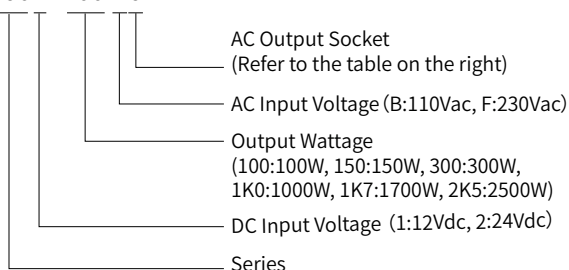 AC Output Socket
(Refer to the table on the right)
AC Input Voltage (B:110Vac, F:230Vac)
Output Wattage
(100:100W, 150:150W, 300:300W,
1K0:1000W, 1K7:1700W, 2K5:2500W)
DC Input Voltage (1:12Vdc, 2:24Vdc)
Series